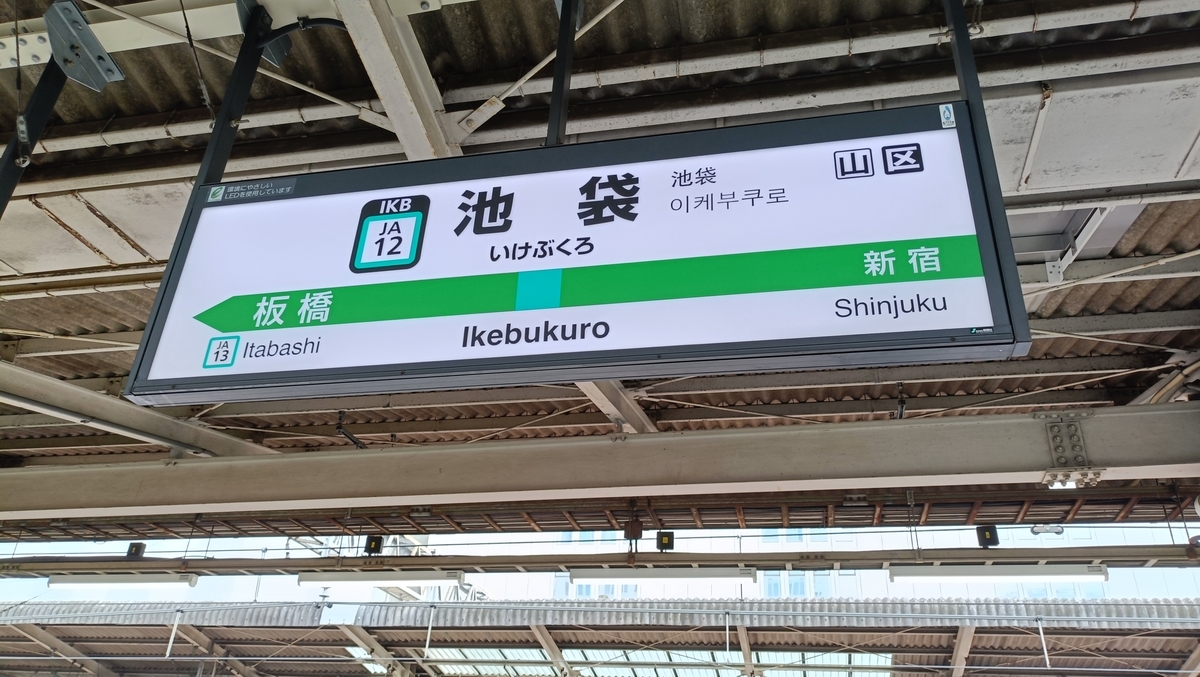 環境にやさしい
LEDを使用しています
IKB
JA
12
池袋
いけぶくろ
池袋
이케부쿠로
山 区
板橋
新宿
JA
13
Itabashi
Ikebukuro
Shinjuku